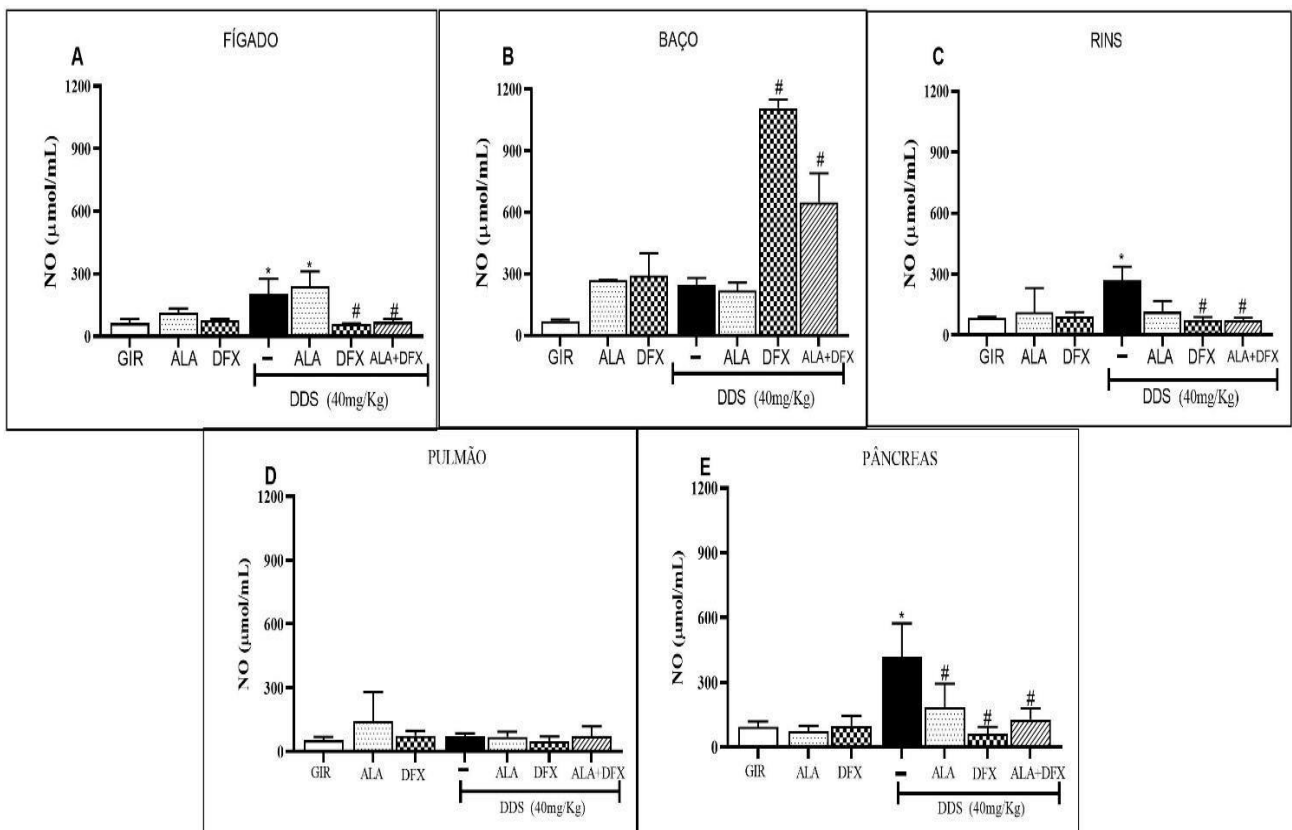 A
FÍGADO
NO (µmol/mL)
1200
900
600
300
0
* * # #
GIR ALA DFX - ALA DFX ALA+DFX
DDS (40mg/Kg)
B
BAÇO
NO (µmol/mL)
1200
900
600
300
0
# #
GIR ALA DFX - ALA DFX ALA+DFX
DDS (40mg/Kg)
C
RINS
NO (µmol/mL)
1200
900
600
300
0
* # #
GIR ALA DFX - ALA DFX ALA+DFX
DDS (40mg/Kg)
D
PULMÃO
NO (µmol/mL)
1200
900
600
300
0
GIR ALA DFX - ALA DFX ALA+DFX
DDS (40mg/Kg)
E
PÂNCREAS
NO (µmol/mL)
1200
900
600
300
0
* # # #
GIR ALA DFX - ALA DFX ALA+DFX
DDS (40mg/Kg)